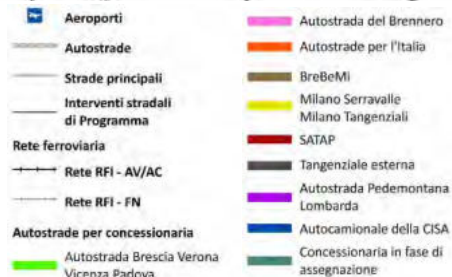 Aeroporti
Autostrade
Strade principali
Interventi stradali
di Programma
Rete ferroviaria
Rete RFI - AV/AC
Rete RFI - FN
Autostrade per concessionaria
Autostrada Brescia Verona
Vicenza Padova
Autostrada del Brennero
Autostrade per l'Italia
BreBeMi
Milano Serravalle
Milano Tangenziali
SATAP
Tangenziale esterna
Autostrada Pedemontana
Lombarda
Autocamionale della CISA
Concessionaria in fase di
assegnazione